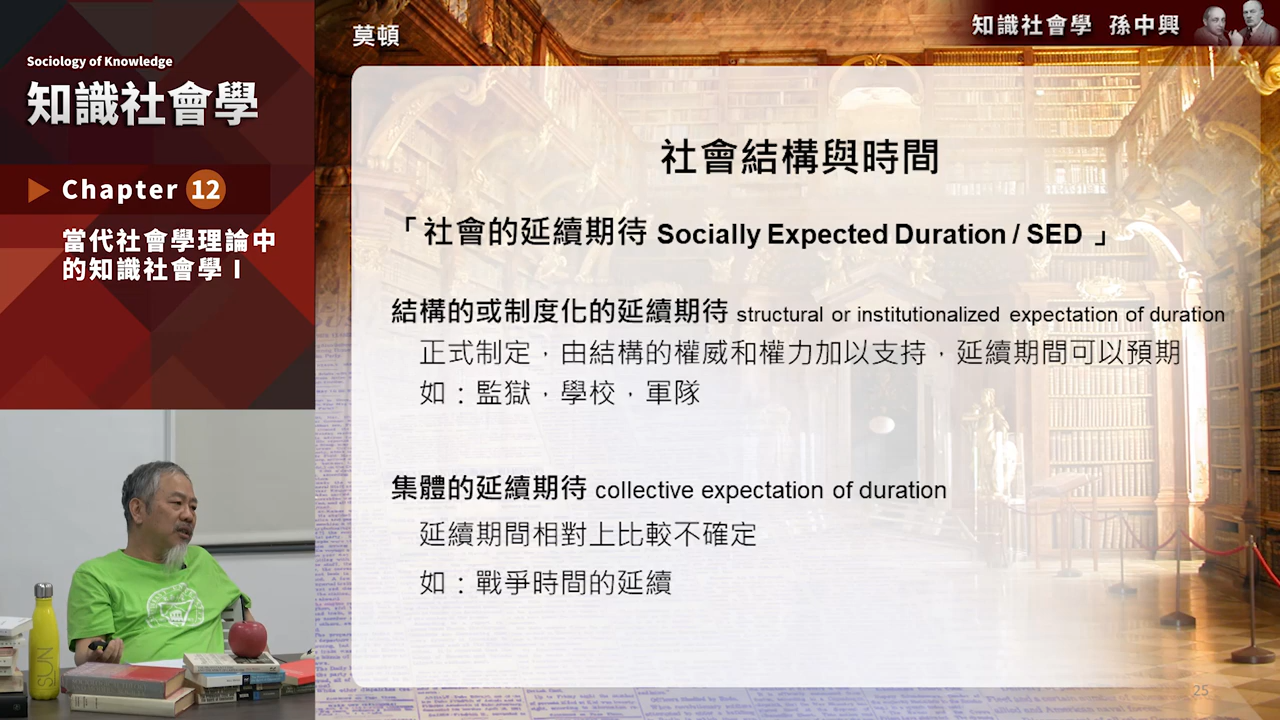 Sociology of Knowledge
知識社會學
Chapter 12
當代社會學理論中
的知識社會學 I
莫頓
知識社會學 孫中興
社會結構與時間
「社會的延續期待 Socially Expected Duration / SED 」
結構的或制度化的延續期待 structural or institutionalized expectation of duration
正式制定，由結構的權威和權力加以支持，延續期間可以預期
如：監獄，學校，軍隊
集體的延續期待 collective expectation of duration
延續期間相對上比較不確定
如：戰爭時間的延續
25
SUN